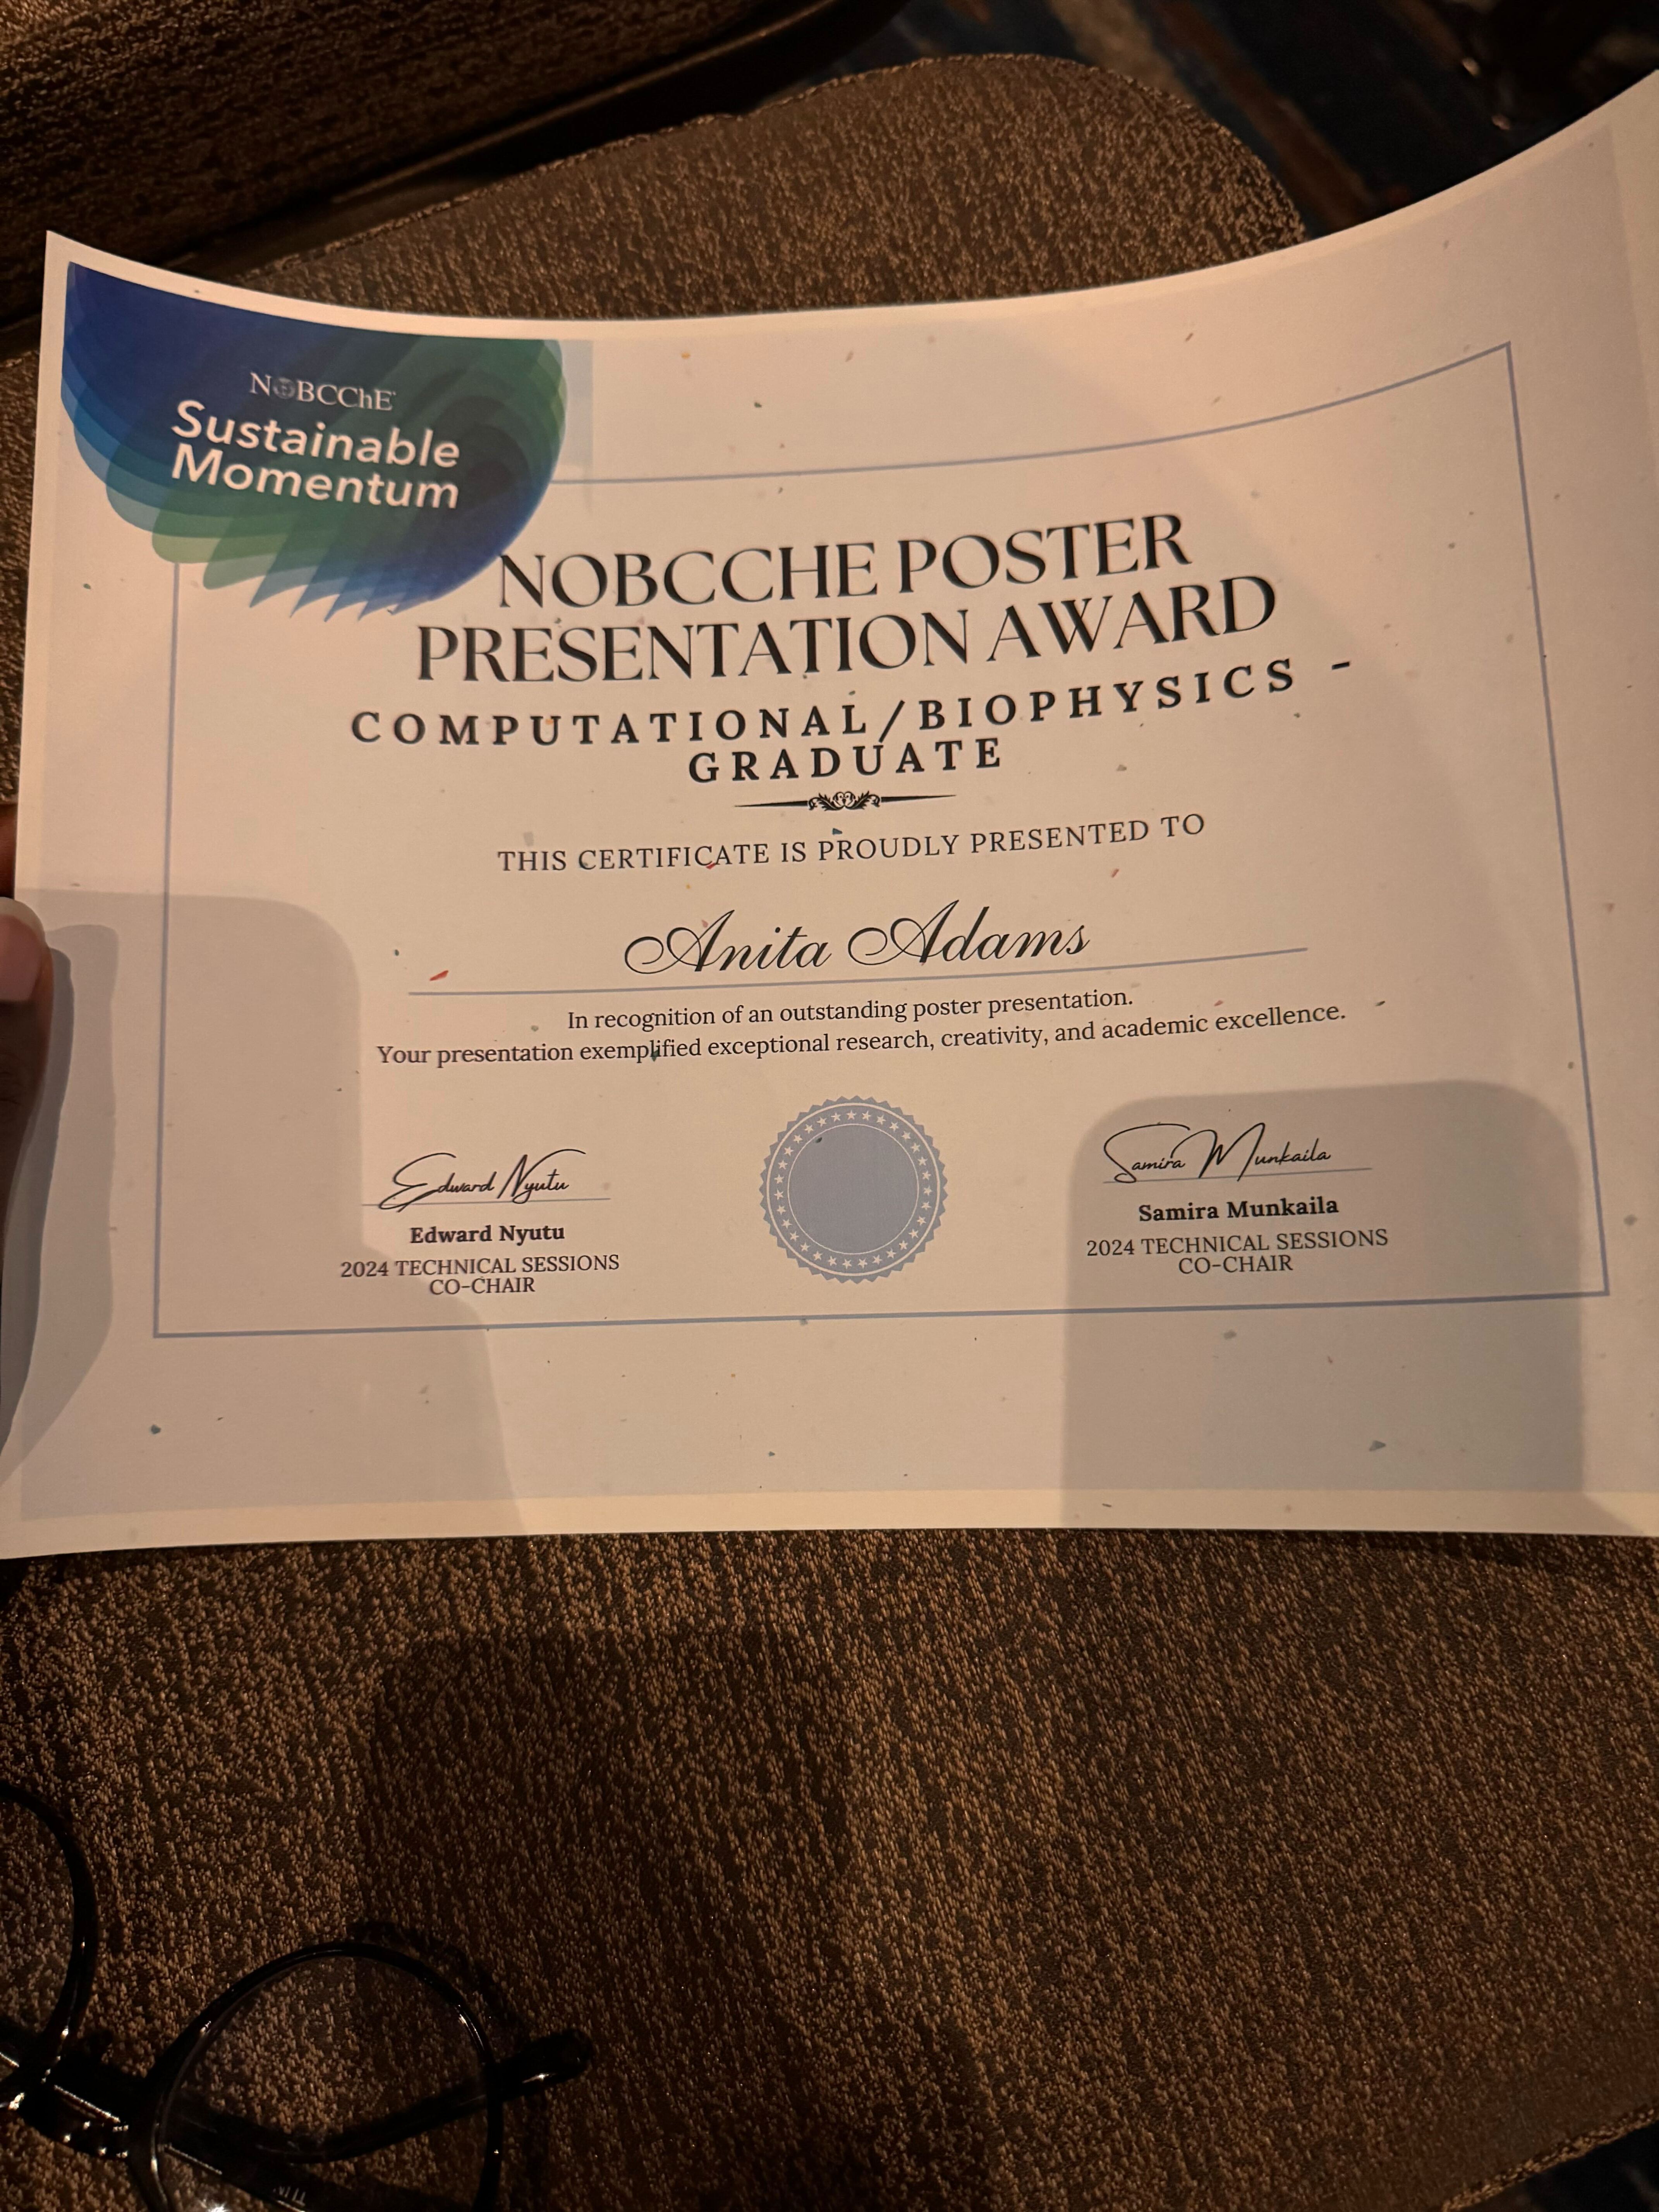 NOBCChE
Sustainable
Momentum
NOBCCHE POSTER
PRESENTATION AWARD
COMPUTATIONAL/BIOPHYSICS -
GRADUATE
THIS CERTIFICATE IS PROUDLY PRESENTED TO
Anita Adams
In recognition of an outstanding poster presentation.
Your presentation exemplified exceptional research, creativity, and academic excellence.
Edward Nyutu
Edward Nyutu
2024 TECHNICAL SESSIONS
CO-CHAIR
Samira Munkaila
Samira Munkaila
2024 TECHNICAL SESSIONS
CO-CHAIR